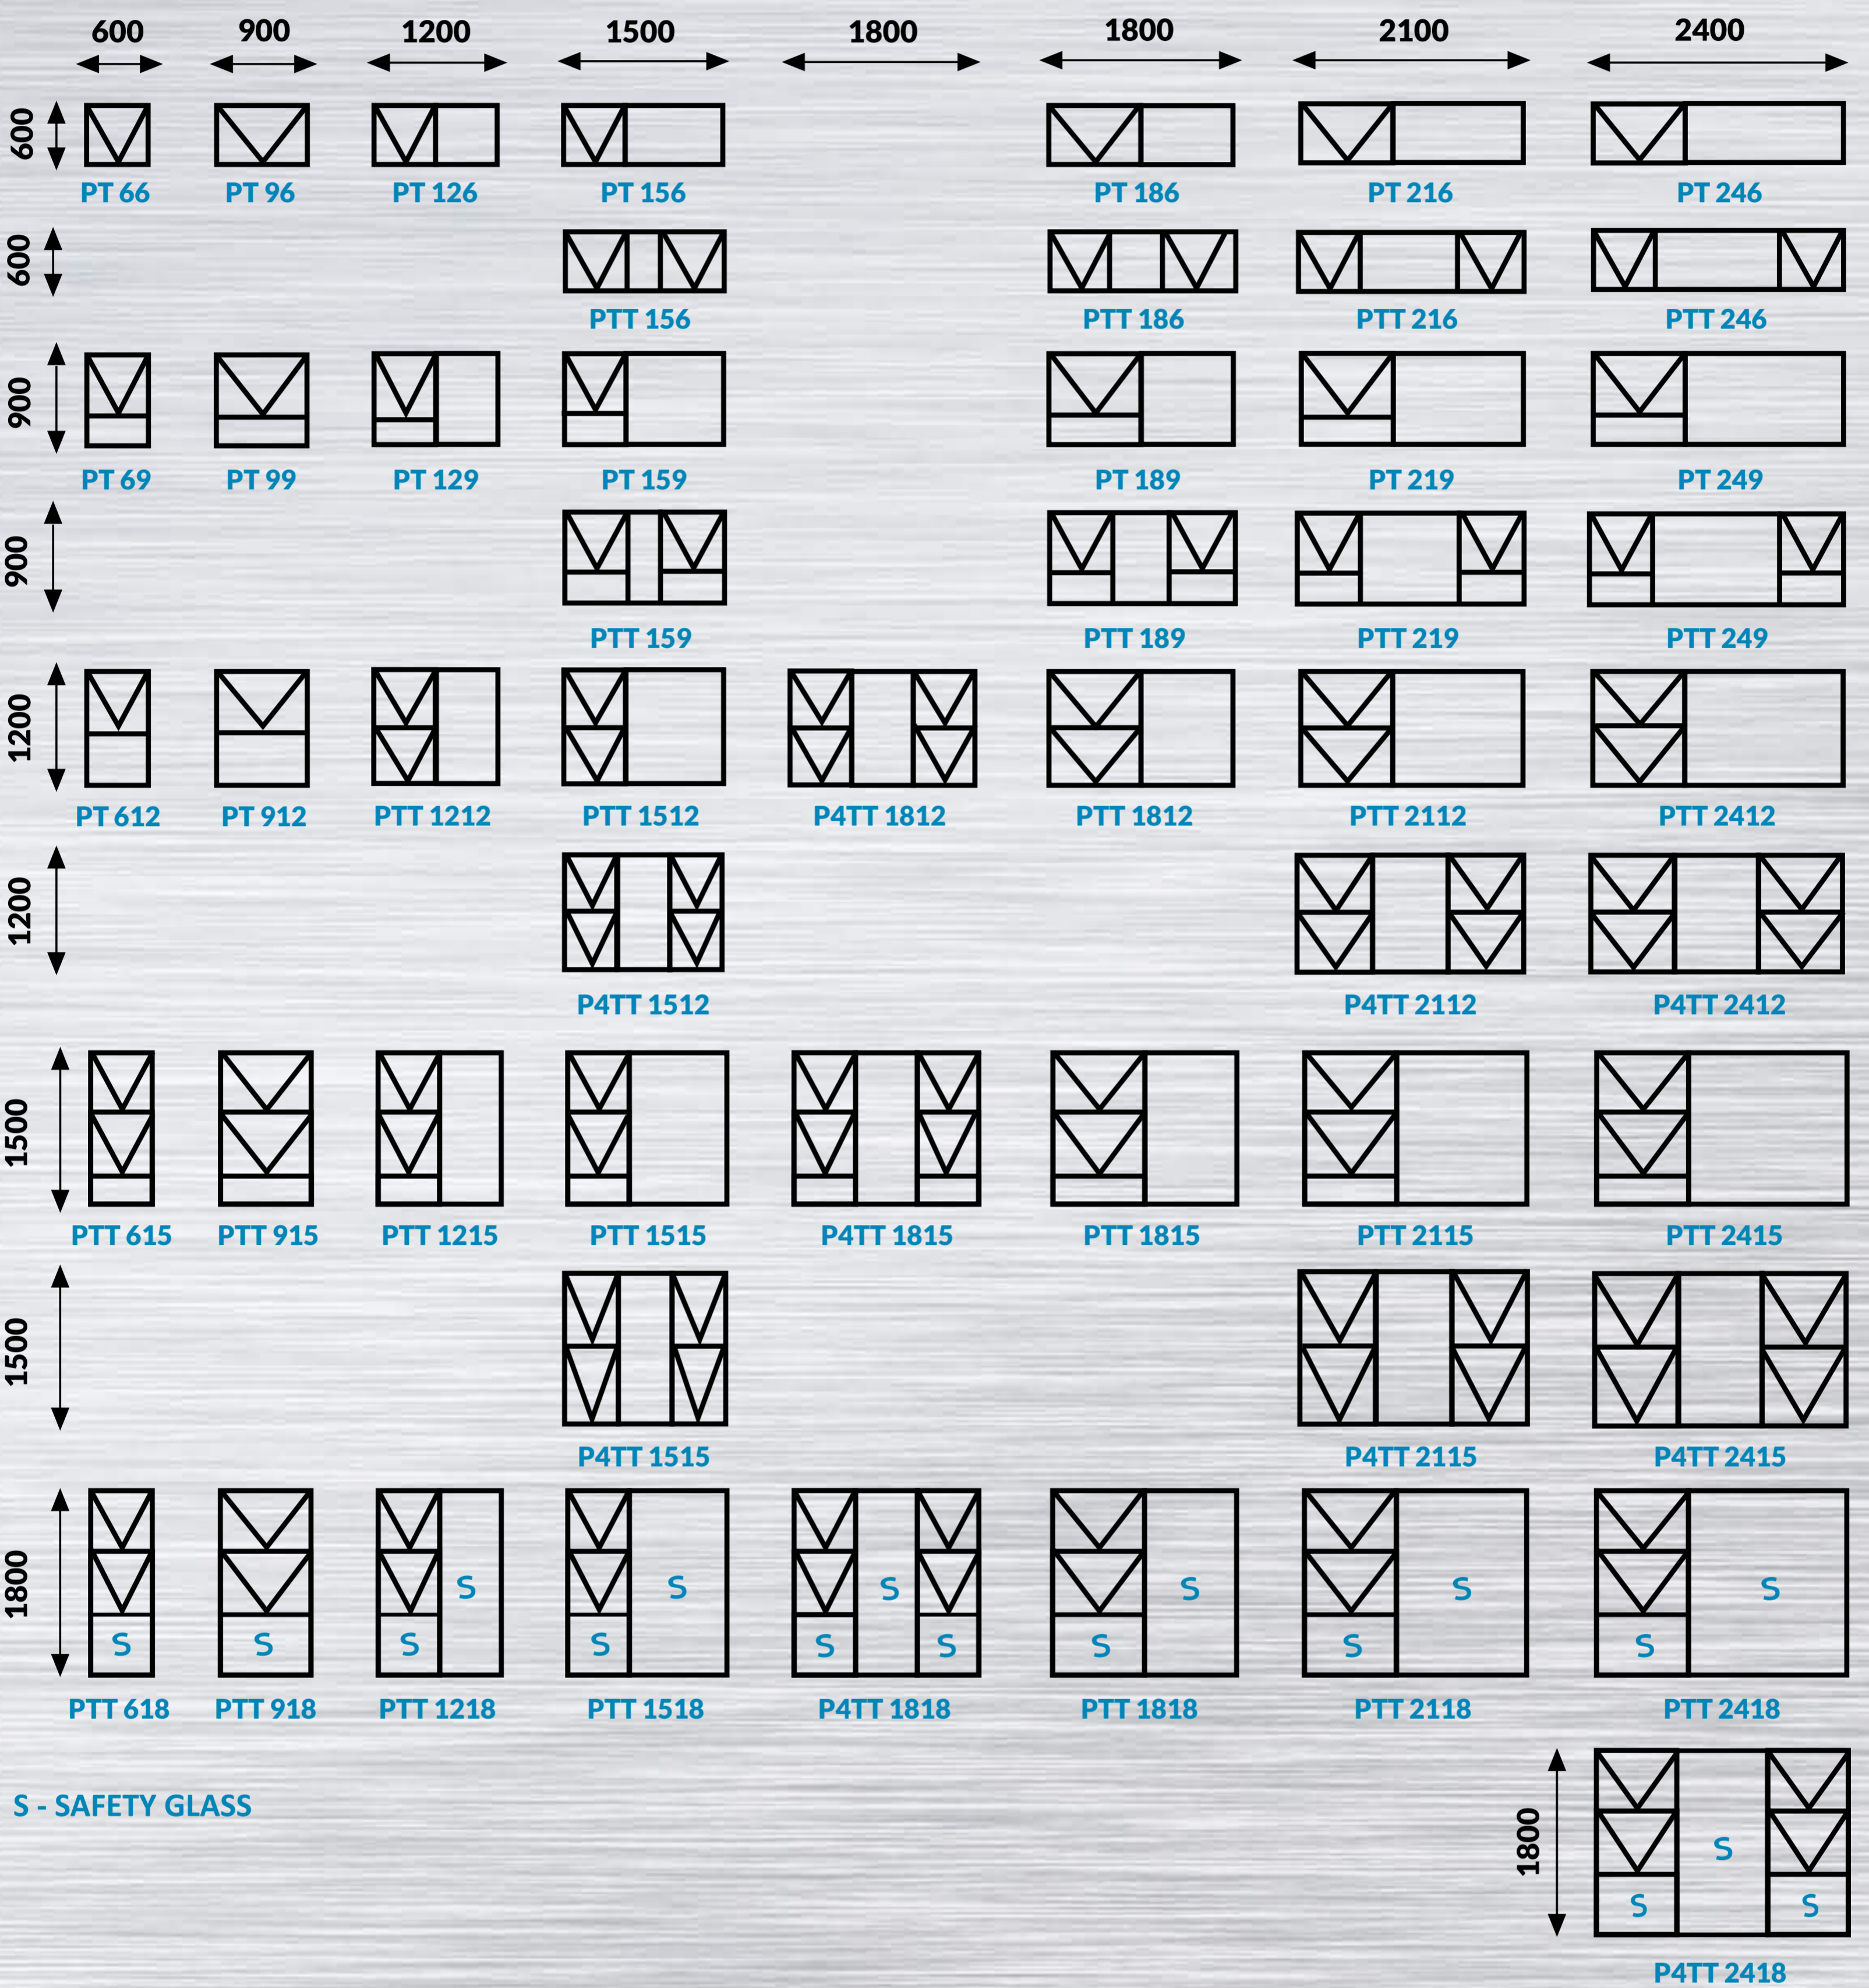 600 900 1200 1500 1800 1800 2100 2400
600
PT 66 PT 96 PT 126 PT 156 PT 186 PT 216 PT 246
600
PTT 156 PTT 186 PTT 216 PTT 246
900
PT 69 PT 99 PT 129 PT 159 PT 189 PT 219 PT 249
900
PTT 159 PTT 189 PTT 219 PTT 249
1200
PT 612 PT 912 PTT 1212 PTT 1512 P4TT 1812 PTT 1812 PTT 2112 PTT 2412
1200
P4TT 1512 P4TT 2112 P4TT 2412
1500
PTT 615 PTT 915 PTT 1215 PTT 1515 P4TT 1815 PTT 1815 PTT 2115 PTT 2415
1500
P4TT 1515 P4TT 2115 P4TT 2415
1800
S S S S S S
S S S S S S S S S
PTT 618 PTT 918 PTT 1218 PTT 1518 P4TT 1818 PTT 1818 PTT 2118 PTT 2418
S - SAFETY GLASS
1800
S
S S
P4TT 2418